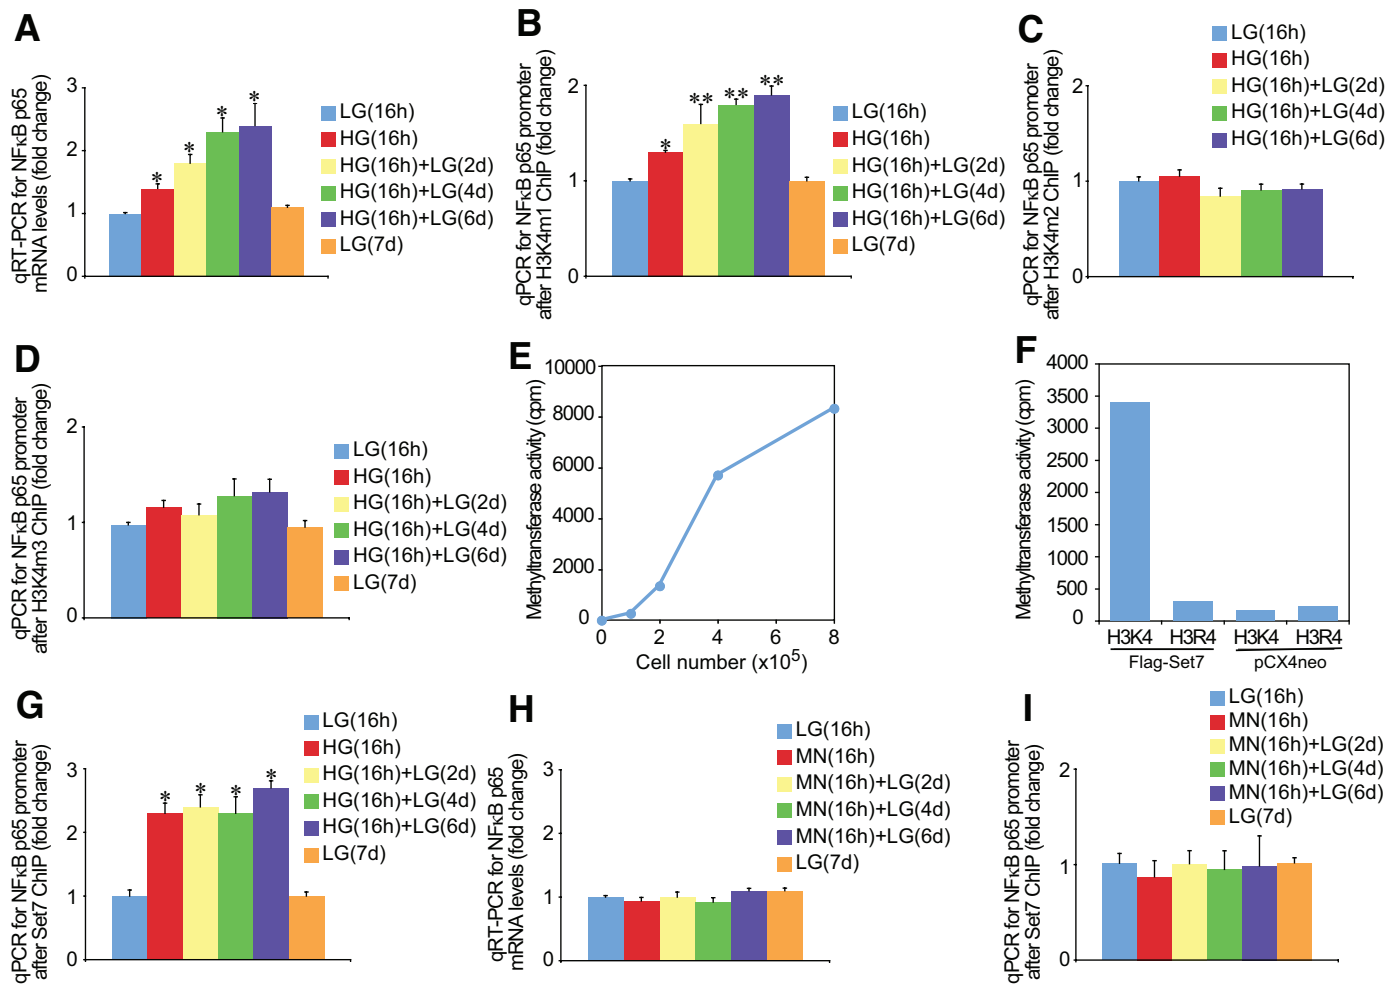 A
qRT-PCR for NFκB p65
mRNA levels (fold change)
3
2
1
0
*
*
*
*
LG(16h)
HG(16h)
HG(16h)+LG(2d)
HG(16h)+LG(4d)
HG(16h)+LG(6d)
LG(7d)
B
qPCR for NFκB p65 promoter
after H3K4m1 ChIP (fold change)
2
1
0
*
**
**
**
LG(16h)
HG(16h)
HG(16h)+LG(2d)
HG(16h)+LG(4d)
HG(16h)+LG(6d)
LG(7d)
C
qPCR for NFκB p65 promoter
after H3K4m2 ChIP (fold change)
2
1
0
LG(16h)
HG(16h)
HG(16h)+LG(2d)
HG(16h)+LG(4d)
HG(16h)+LG(6d)
D
qPCR for NFκB p65 promoter
after H3K4m3 ChIP (fold change)
2
1
0
LG(16h)
HG(16h)
HG(16h)+LG(2d)
HG(16h)+LG(4d)
HG(16h)+LG(6d)
LG(7d)
E
Methyltransferase activity (cpm)
10000
8000
6000
4000
2000
0
0 2 4 6 8
Cell number (x10⁵)
F
Methyltransferase activity (cpm)
4000
3500
3000
2500
2000
1500
1000
500
0
H3K4 H3R4 H3K4 H3R4
Flag-Set7 pCX4neo
G
qPCR for NFκB p65 promoter
after Set7 ChIP (fold change)
3
2
1
0
*
*
*
*
LG(16h)
HG(16h)
HG(16h)+LG(2d)
HG(16h)+LG(4d)
HG(16h)+LG(6d)
LG(7d)
H
qRT-PCR for NFκB p65
mRNA levels (fold change)
3
2
1
0
LG(16h)
MN(16h)
MN(16h)+LG(2d)
MN(16h)+LG(4d)
MN(16h)+LG(6d)
LG(7d)
I
qPCR for NFκB p65 promoter
after Set7 ChIP (fold change)
2
1
0
LG(16h)
MN(16h)
MN(16h)+LG(2d)
MN(16h)+LG(4d)
MN(16h)+LG(6d)
LG(7d)